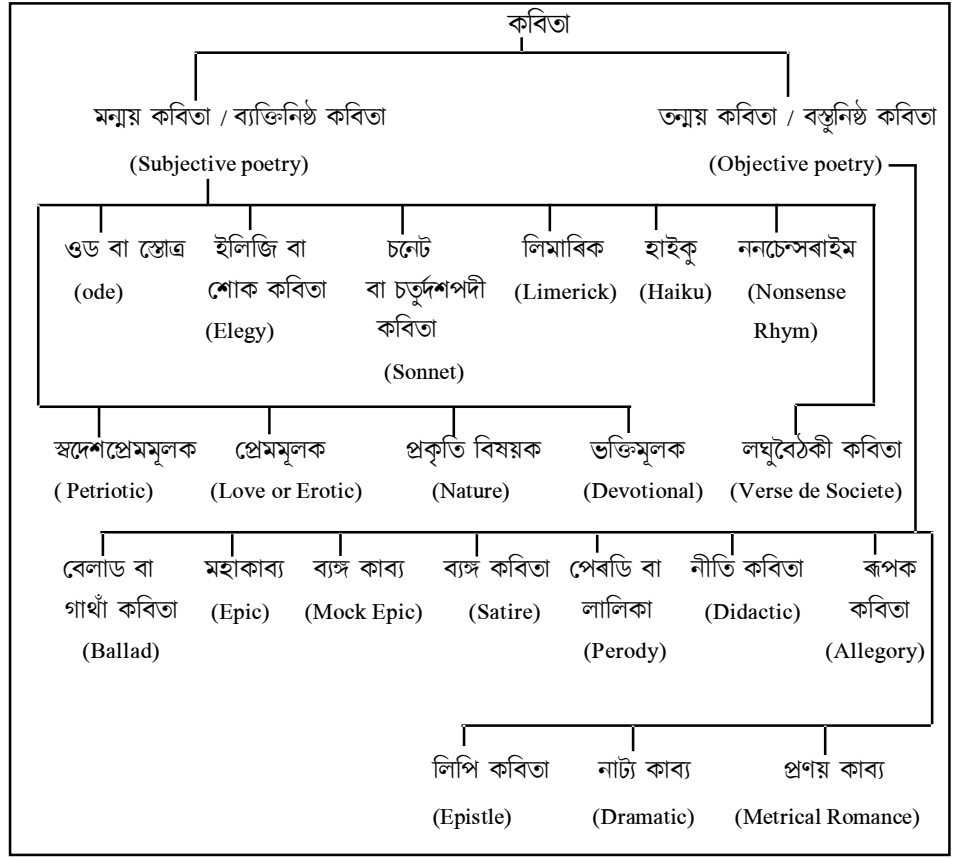 কবিতা
মন্ময় কবিতা / ব্যক্তিনিষ্ঠ কবিতা
(Subjective poetry)
তন্ময় কবিতা / বস্তুনিষ্ঠ কবিতা
(Objective poetry)
ওড বা স্তোত্ৰ
(ode)
ইলিজি বা
শোক কবিতা
(Elegy)
চনেট
বা চতুৰ্দশপদী
কবিতা
(Sonnet)
লিমাৰিক
(Limerick)
হাইকু
(Haiku)
ননচেন্সৰাইম
(Nonsense
Rhym)
স্বদেশপ্ৰেমমূলক
( Petriotic)
প্ৰেমমূলক
(Love or Erotic)
প্ৰকৃতি বিষয়ক
(Nature)
ভক্তিমূলক
(Devotional)
লঘুবৈঠকী কবিতা
(Verse de Societe)
বেলাড বা
গাথাঁ কবিতা
(Ballad)
মহাকাব্য
(Epic)
ব্যঙ্গ কাব্য
(Mock Epic)
ব্যঙ্গ কবিতা
(Satire)
পেৰডি বা
লালিকা
(Perody)
নীতি কবিতা
(Didactic)
ৰূপক
কবিতা
(Allegory)
লিপি কবিতা
(Epistle)
নাট্য কাব্য
(Dramatic)
প্ৰণয় কাব্য
(Metrical Romance)